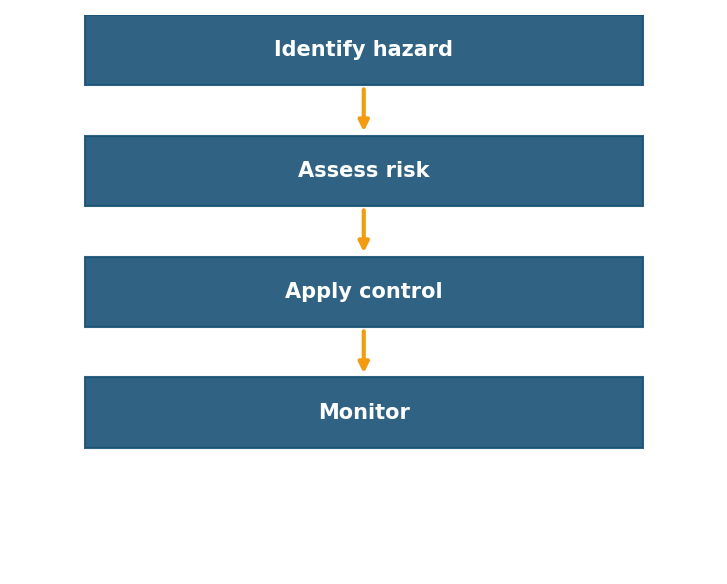 Identify hazard
Assess risk
Apply control
Monitor